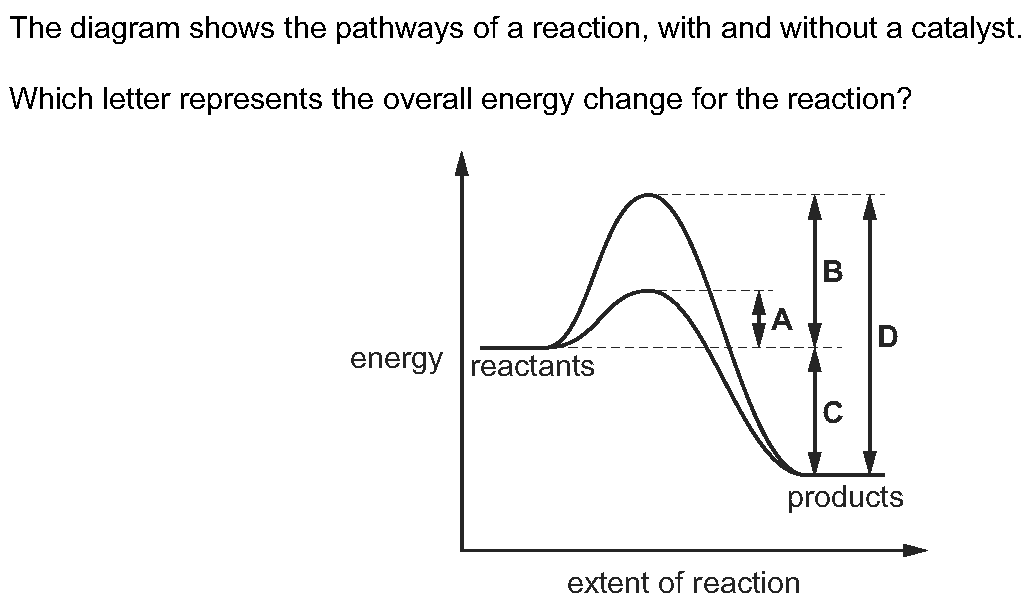 The diagram shows the pathways of a reaction, with and without a catalyst.
Which letter represents the overall energy change for the reaction?
B
A
D
energy
reactants
C
products
extent of reaction